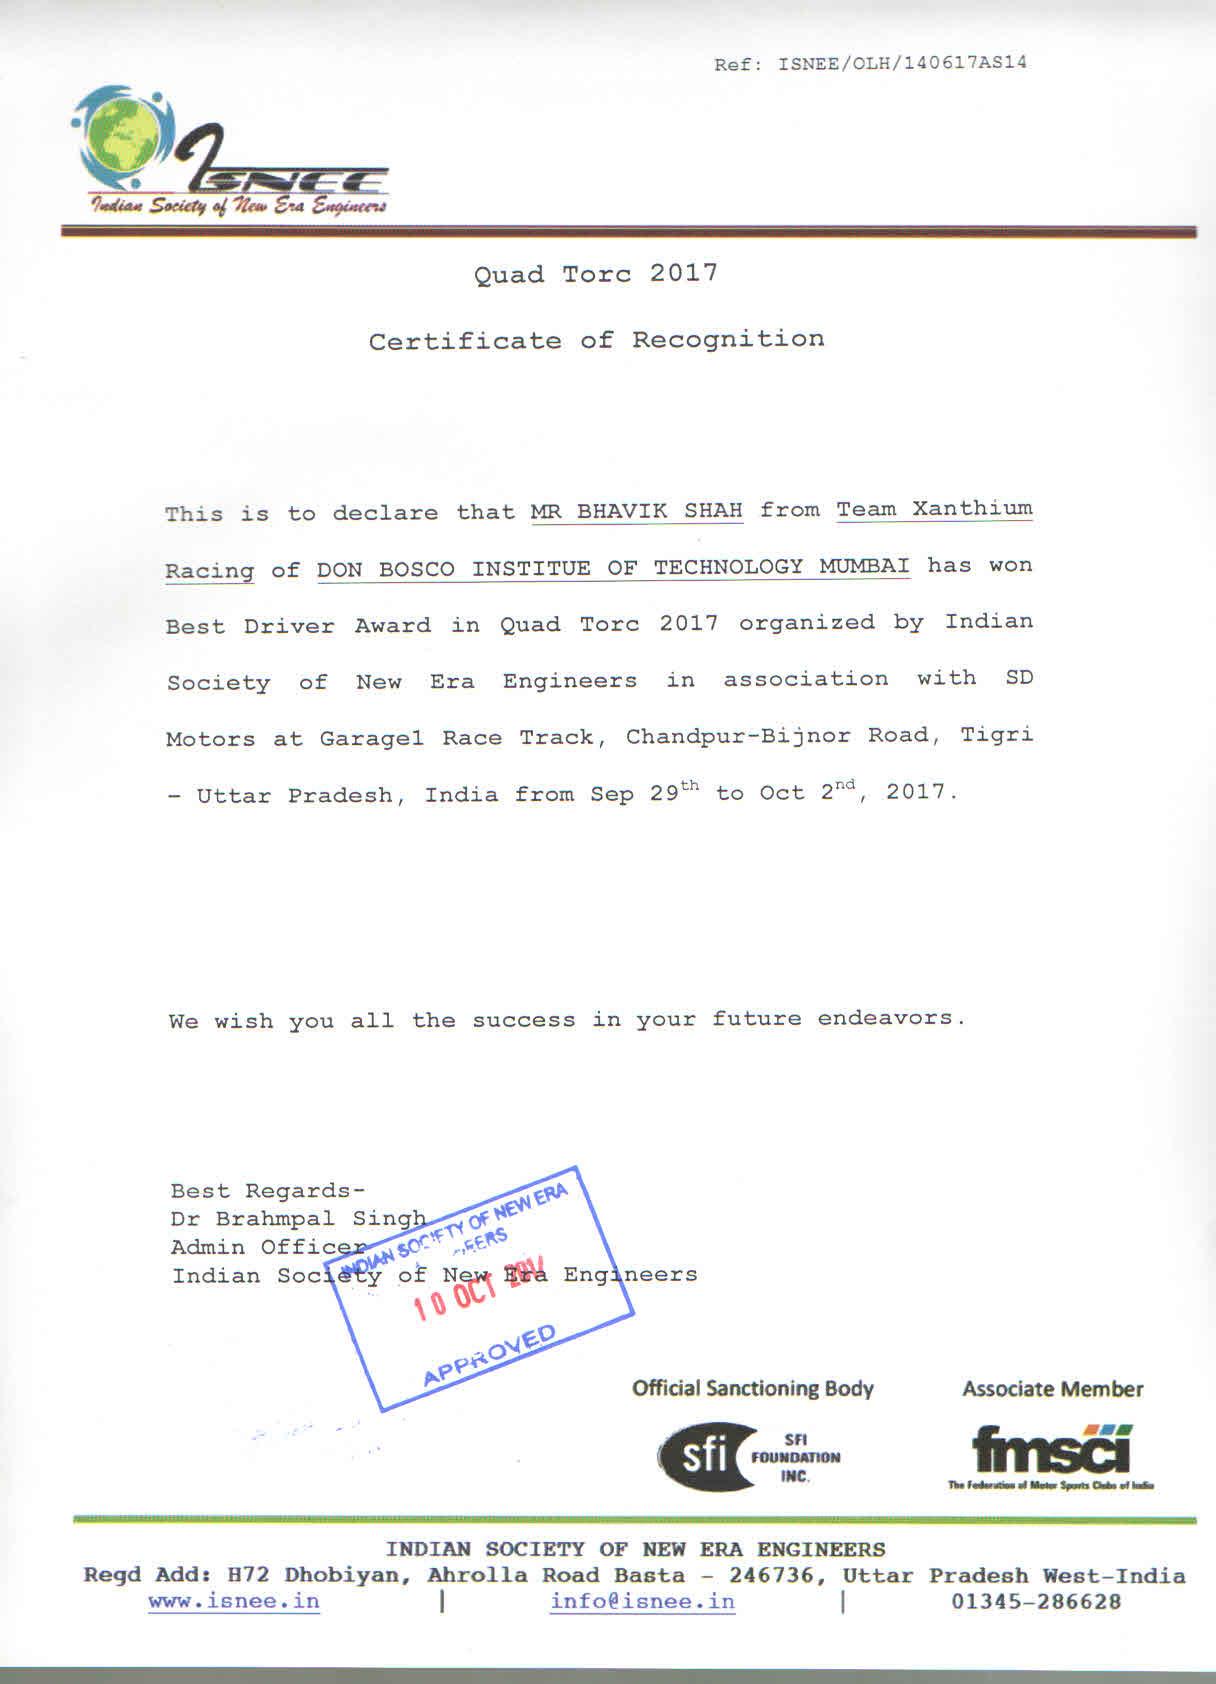 Ref: ISNEE/OLH/140617AS14
ISNEE
Indian Society of New Era Engineers
Quad Torc 2017
Certificate of Recognition
This is to declare that MR BHAVIK SHAH from Team Xanthium
Racing of DON BOSCO INSTITUE OF TECHNOLOGY MUMBAI has won
Best Driver Award in Quad Torc 2017 organized by Indian
Society of New Era Engineers in association with SD
Motors at Garage1 Race Track, Chandpur-Bijnor Road, Tigri
- Uttar Pradesh, India from Sep 29th to Oct 2nd, 2017.
We wish you all the success in your future endeavors.
Best Regards-
Dr Brahmpal Singh
Admin Officer
Indian Society of New Era Engineers
INDIAN SOCIETY OF NEW ERA
10 OCT
APPROVED
Official Sanctioning Body
Associate Member
sfi
SFI
FOUNDATION
INC.
fmsci
The Federation of Motor Sports Clubs of India
INDIAN SOCIETY OF NEW ERA ENGINEERS
Regd Add: H72 Dhobiyan, Ahrolla Road Basta - 246736, Uttar Pradesh West-India
www.isnee.in | info@isnee.in | 01345-286628